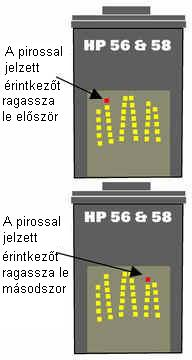 A pirossal
jelzett
érintkezőt
ragassza
le először
HP 56 & 58
A pirossal
jelzett
érintkezőt
ragassza le
másodszor
HP 56 & 58